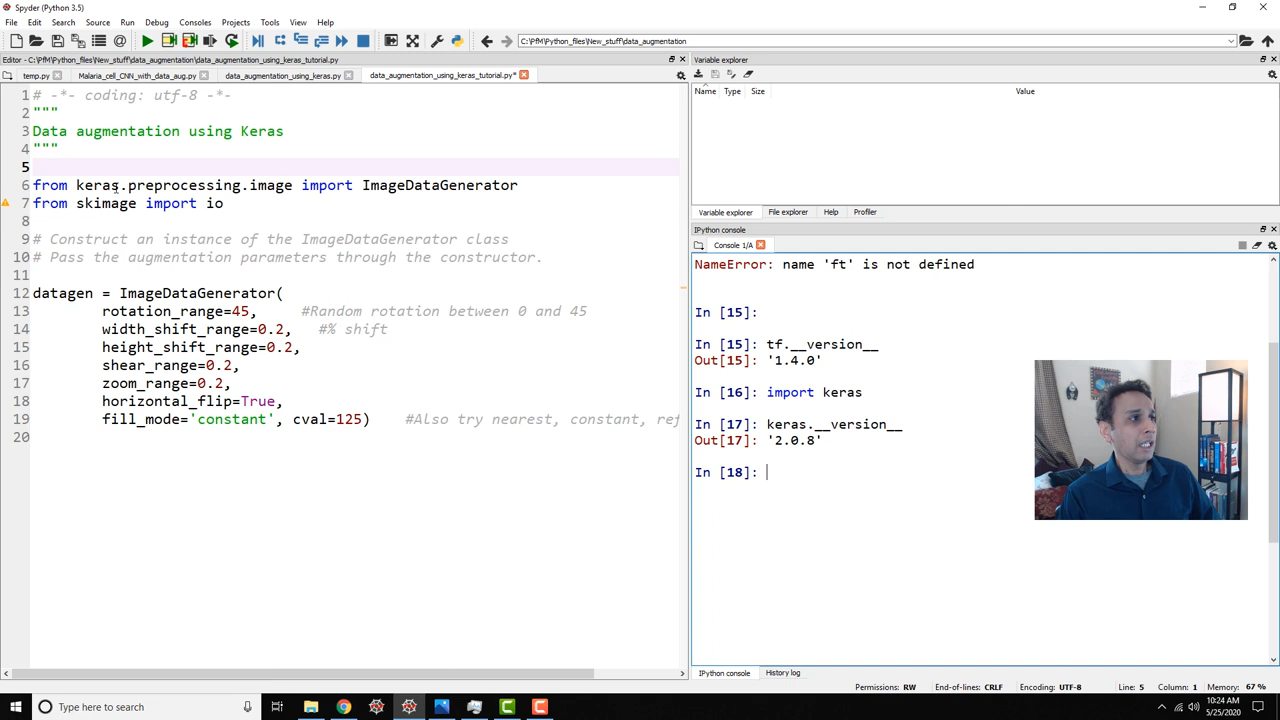 Spyder (Python 3.5)
File Edit Search Source Run Debug Consoles Projects Tools View Help
C:\PfM\Python_files\New_stuff\data_augmentation
Editor - C:\PfM\Python_files\New_stuff\data_augmentation\data_augmentation_using_keras_tutorial.py
temp.py Malaria_cell_CNN_with_data_aug.py data_augmentation_using_keras.py data_augmentation_using_keras_tutorial.py*
1 # -*- coding: utf-8 -*-
2 """
3 Data augmentation using Keras
4 """
5
6 from keras.preprocessing.image import ImageDataGenerator
7 from skimage import io
8
9 # Construct an instance of the ImageDataGenerator class
10 # Pass the augmentation parameters through the constructor.
11
12 datagen = ImageDataGenerator(
13 rotation_range=45, #Random rotation between 0 and 45
14 width_shift_range=0.2, #% shift
15 height_shift_range=0.2,
16 shear_range=0.2,
17 zoom_range=0.2,
18 horizontal_flip=True,
19 fill_mode='constant', cval=125) #Also try nearest, constant, ref
20
Variable explorer
Name Type Size Value
Variable explorer File explorer Help Profiler
IPython console
Console 1/A
NameError: name 'ft' is not defined
In [15]:
In [15]: tf.__version__
Out[15]: '1.4.0'
In [16]: import keras
In [17]: keras.__version__
Out[17]: '2.0.8'
In [18]:
IPython console History log
Permissions: RW End-of-lines: CRLF Encoding: UTF-8 Line: 5 Column: 1 Memory: 67 %
Type here to search
10:24 AM
5/25/2020